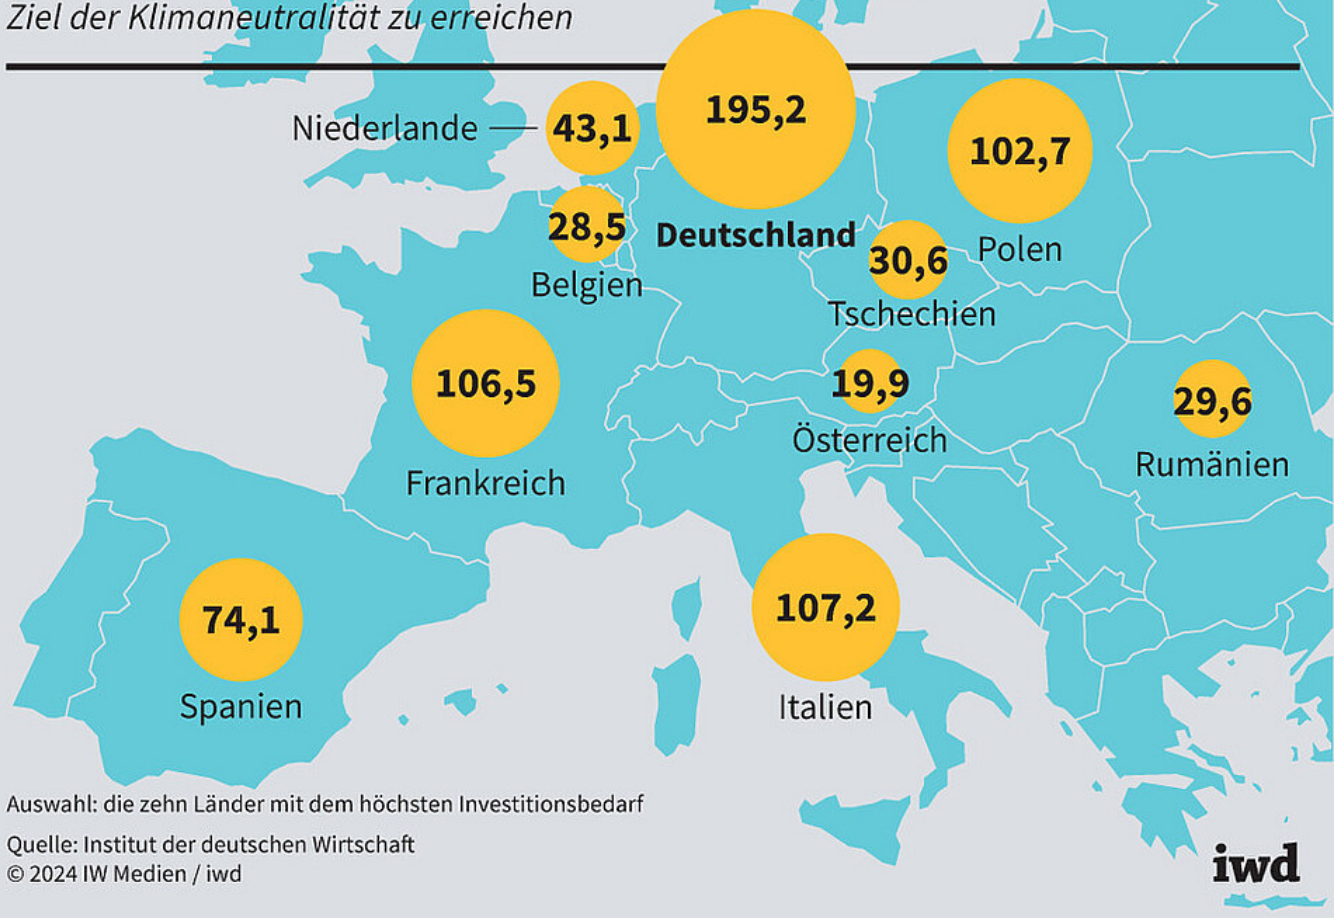 Ziel der Klimaneutralität zu erreichen
195,2
Deutschland
Niederlande
43,1
102,7
Polen
28,5
Belgien
30,6
Tschechien
106,5
Frankreich
19,9
Österreich
29,6
Rumänien
74,1
Spanien
107,2
Italien
Auswahl: die zehn Länder mit dem höchsten Investitionsbedarf
Quelle: Institut der deutschen Wirtschaft
© 2024 IW Medien / iwd
iwd